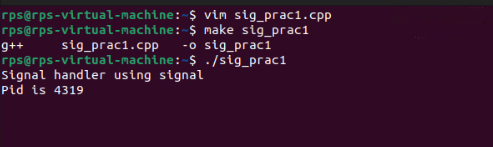 rps@rps-virtual-machine:~$ vim sig_prac1.cpp
rps@rps-virtual-machine:~$ make sig_prac1
g++     sig_prac1.cpp   -o sig_prac1
rps@rps-virtual-machine:~$ ./sig_prac1
Signal handler using signal
Pid is 4319